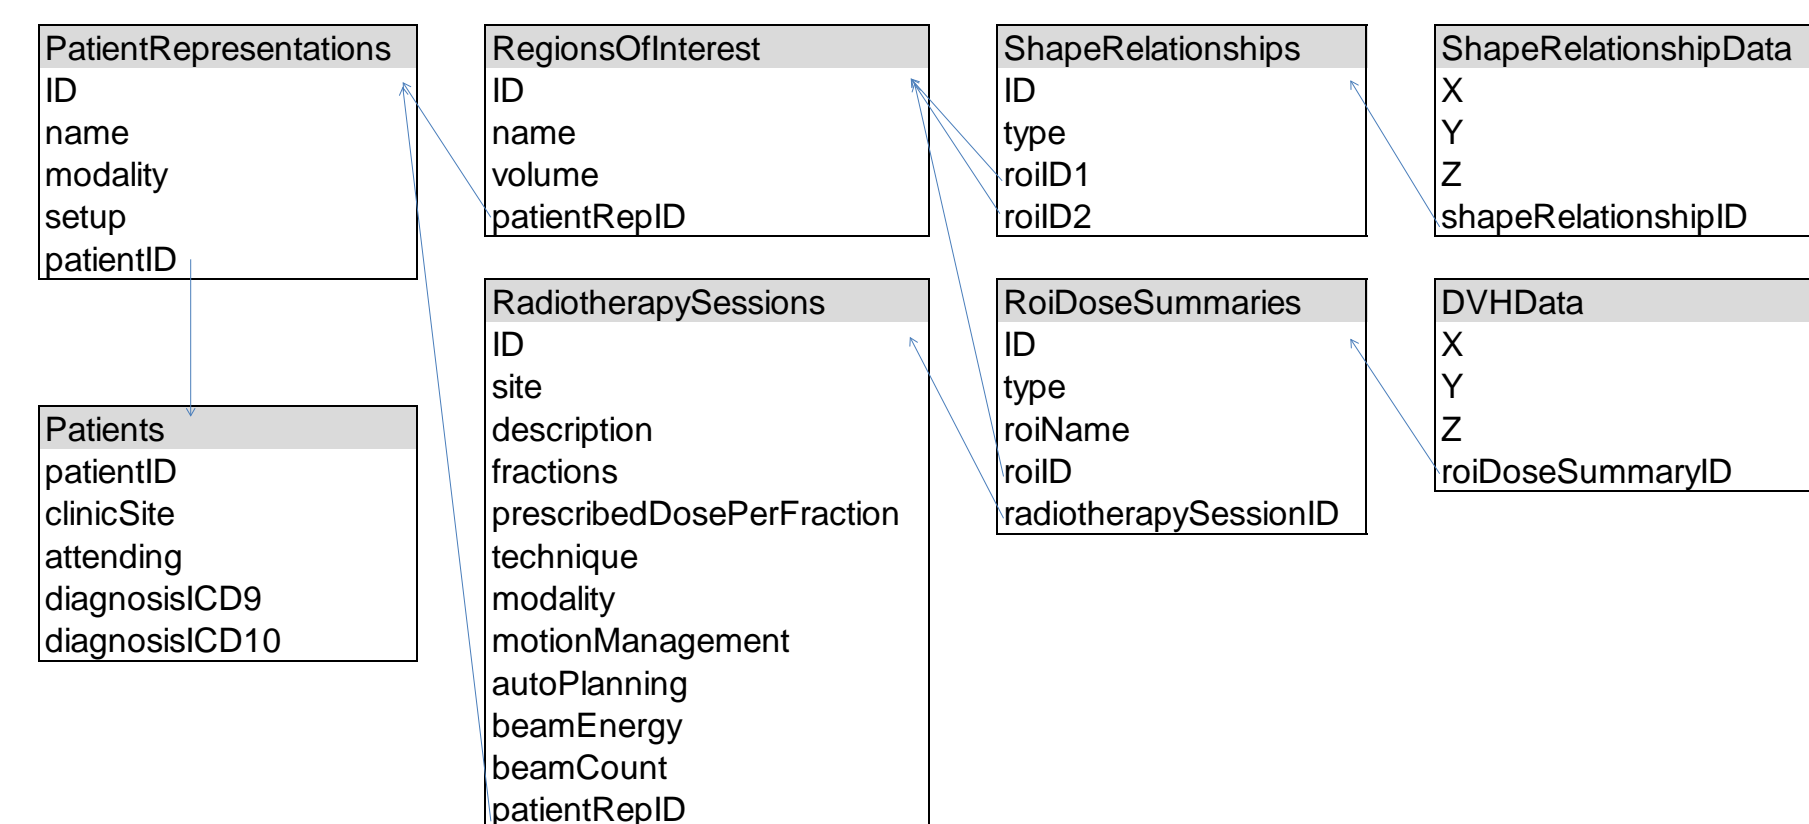 PatientRepresentations
ID
name
modality
setup
patientID
Patients
patientID
clinicSite
attending
diagnosisICD9
diagnosisICD10
RegionsOfInterest
ID
name
volume
patientRepID
RadiotherapySessions
ID
site
description
fractions
prescribedDosePerFraction
technique
modality
motionManagement
autoPlanning
beamEnergy
beamCount
patientRepID
ShapeRelationships
ID
type
roiID1
roiID2
RoiDoseSummaries
ID
type
roiName
roiID
radiotherapySessionID
ShapeRelationshipData
X
Y
Z
shapeRelationshipID
DVHData
X
Y
Z
roiDoseSummaryID